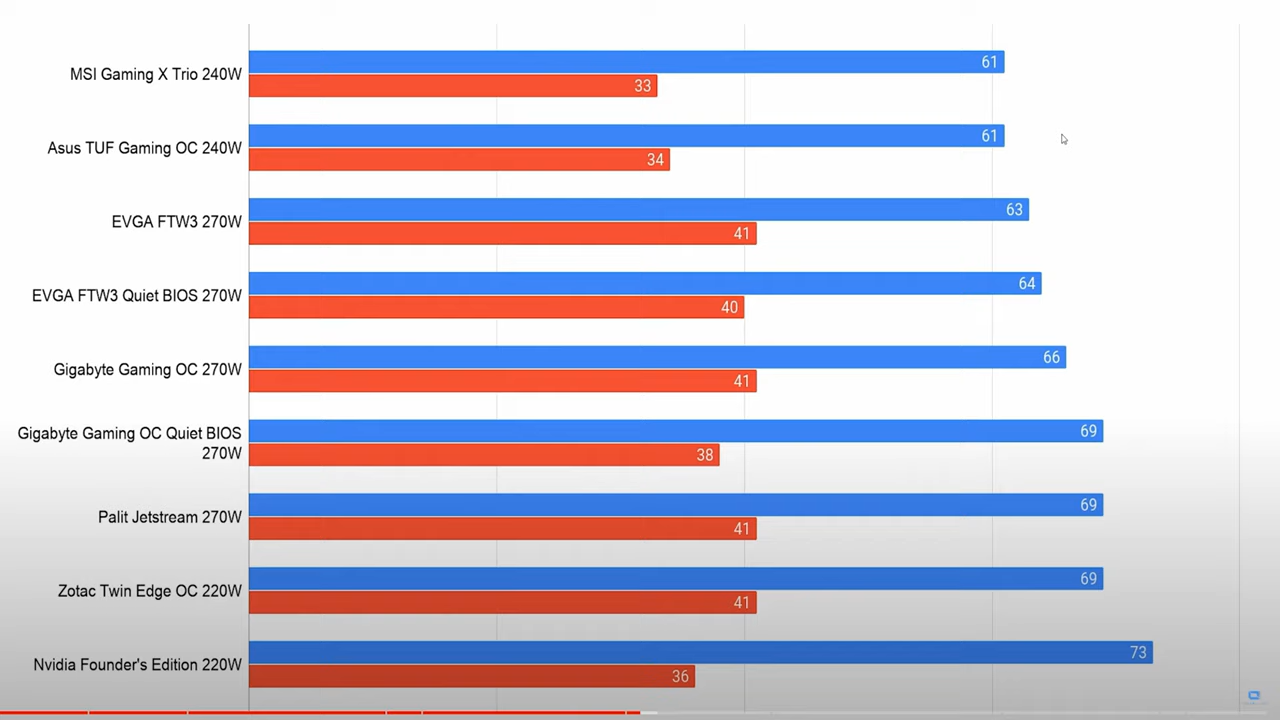 MSI Gaming X Trio 240W
61
33
Asus TUF Gaming OC 240W
61
34
EVGA FTW3 270W
63
41
EVGA FTW3 Quiet BIOS 270W
64
40
Gigabyte Gaming OC 270W
66
41
Gigabyte Gaming OC Quiet BIOS
270W
69
38
Palit Jetstream 270W
69
41
Zotac Twin Edge OC 220W
69
41
Nvidia Founder's Edition 220W
73
36